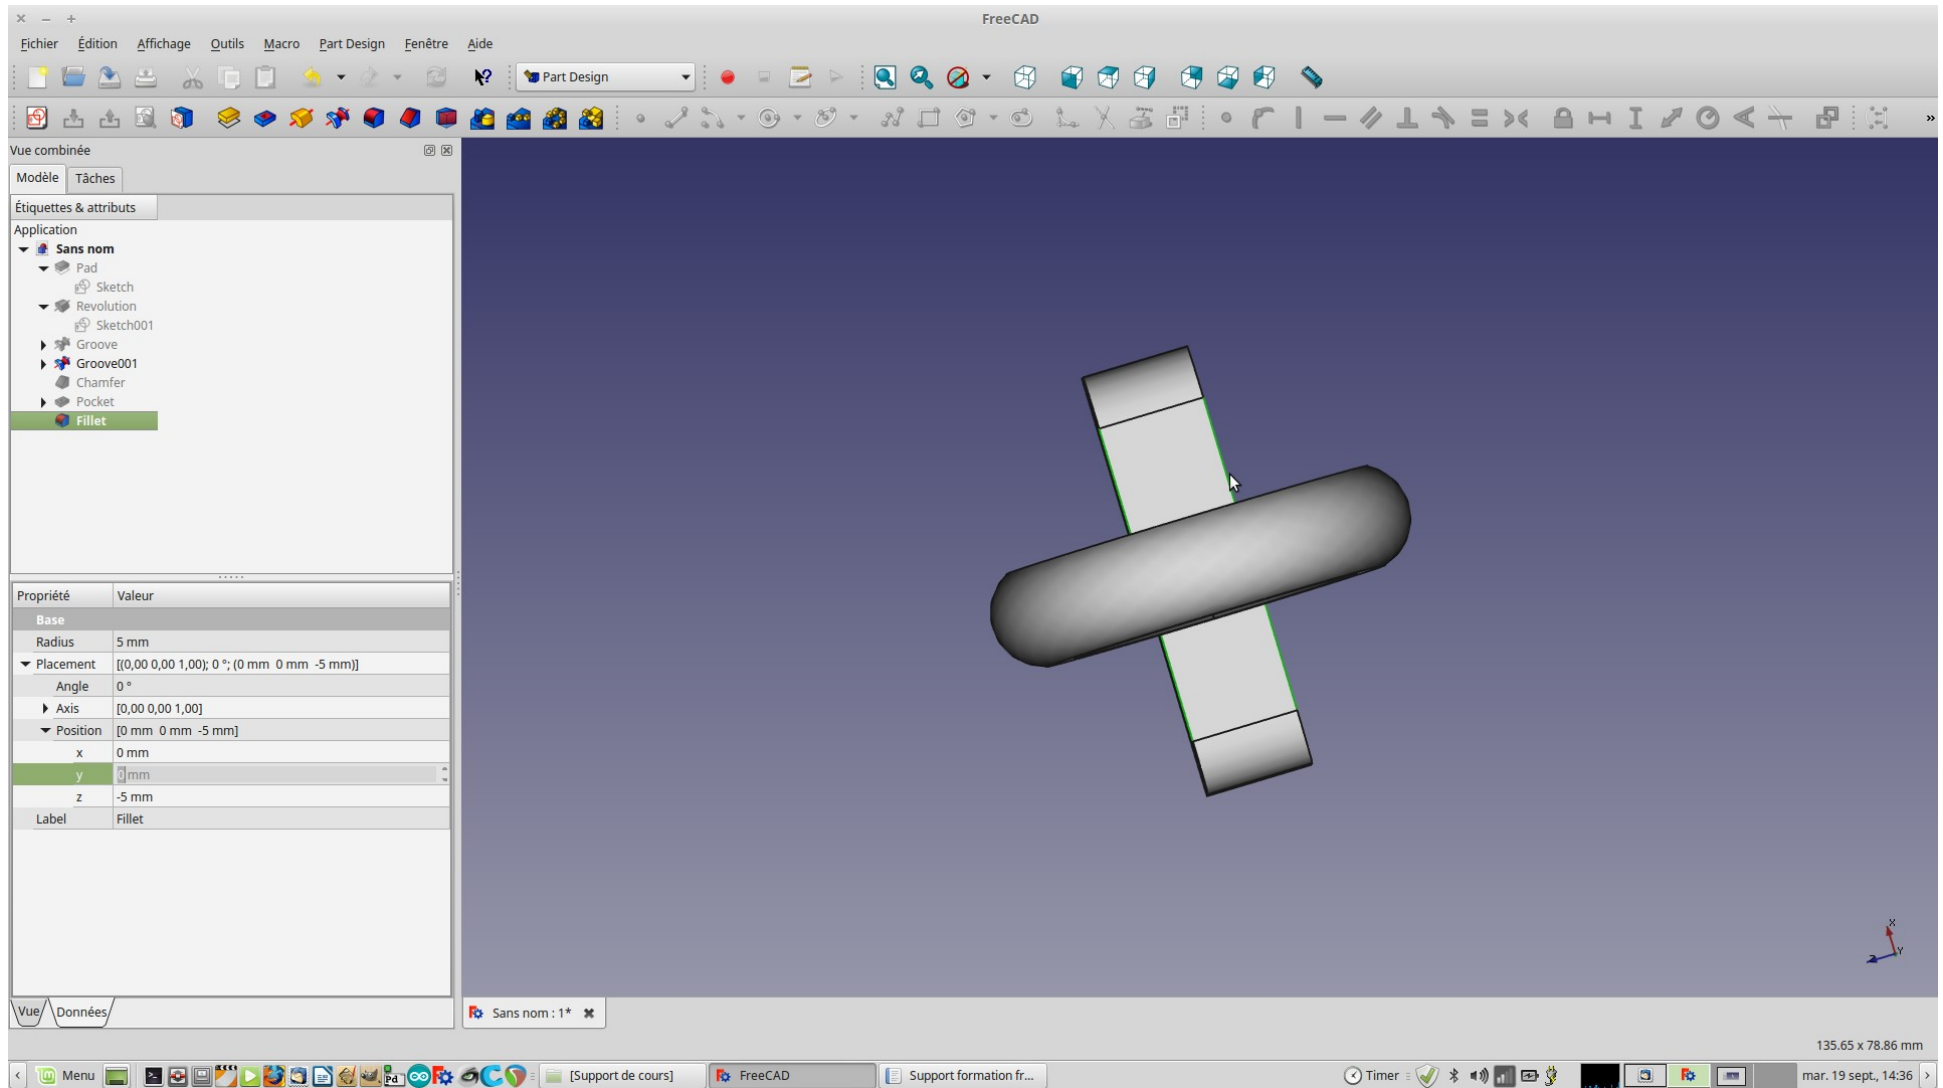 FreeCAD
Fichier Édition Affichage Outils Macro Part Design Fenêtre Aide
Part Design
»
Vue combinée
Modèle Tâches
Étiquettes & attributs
Application
Sans nom
Pad
Sketch
Revolution
Sketch001
Groove
Groove001
Chamfer
Pocket
Fillet
Propriété Valeur
Base
Radius 5 mm
Placement [(0,00 0,00 1,00); 0 °; (0 mm 0 mm -5 mm)]
Angle 0 °
Axis [0,00 0,00 1,00]
Position [0 mm 0 mm -5 mm]
x 0 mm
y 0 mm
z -5 mm
Label Fillet
X
Y
Z
Vue Données
Sans nom : 1*
135.65 x 78.86 mm
Menu Pd [Support de cours] FreeCAD Support formation fr... Timer mar. 19 sept., 14:36